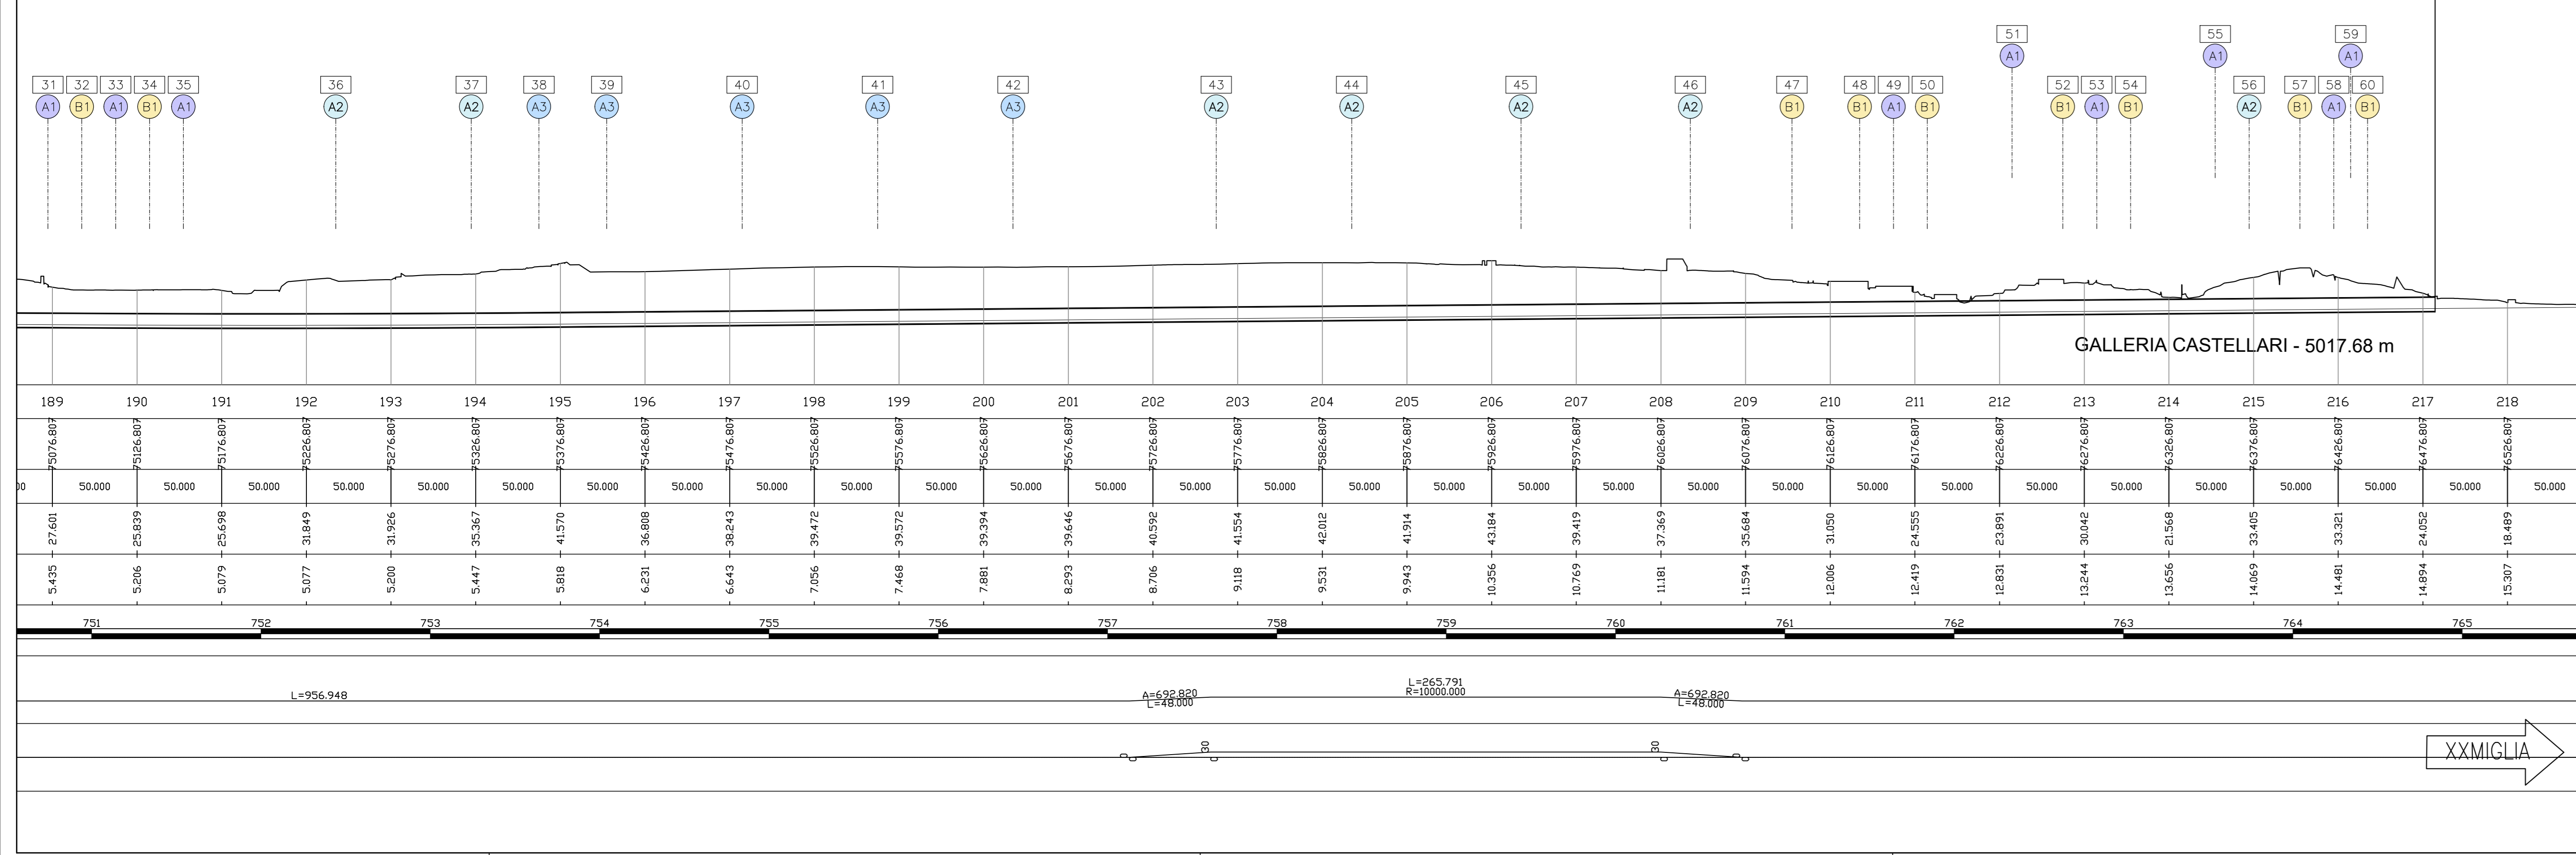 51 55 59
A1 A1 A1
31 32 33 34 35 36 37 38 39 40 41 42 43 44 45 46 47 48 49 50 52 53 54 56 57 58 60
A1 B1 A1 B1 A1 A2 A2 A3 A3 A3 A3 A3 A2 A2 A2 A2 B1 B1 A1 B1 B1 A1 B1 A2 B1 A1 B1
GALLERIA CASTELLARI - 5017.68 m
189 190 191 192 193 194 195 196 197 198 199 200 201 202 203 204 205 206 207 208 209 210 211 212 213 214 215 216 217 218
75076.807 75126.807 75176.807 75226.807 75276.807 75326.807 75376.807 75426.807 75476.807 75526.807 75576.807 75626.807 75676.807 75726.807 75776.807 75826.807 75876.807 75926.807 75976.807 76026.807 76076.807 76126.807 76176.807 76226.807 76276.807 76326.807 76376.807 76426.807 76476.807 76526.807
50.000 50.000 50.000 50.000 50.000 50.000 50.000 50.000 50.000 50.000 50.000 50.000 50.000 50.000 50.000 50.000 50.000 50.000 50.000 50.000 50.000 50.000 50.000 50.000 50.000 50.000 50.000 50.000 50.000 50.000
27.601 25.839 25.698 31.849 31.926 35.367 41.570 36.808 38.243 39.472 39.572 39.394 39.646 40.592 41.554 42.012 41.914 43.184 39.419 37.369 35.684 31.050 24.555 23.891 30.042 21.568 33.405 33.321 24.052 18.489
5.435 5.206 5.079 5.077 5.200 5.447 5.818 6.231 6.643 7.056 7.468 7.881 8.293 8.706 9.118 9.531 9.943 10.356 10.769 11.181 11.594 12.006 12.419 12.831 13.244 13.656 14.069 14.481 14.894 15.307
751 752 753 754 755 756 757 758 759 760 761 762 763 764 765
L=956.948 A=692.820 L=265.791 A=692.820
L=48.000 R=10000.000 L=48.000
0 0 30 0 30 0 0 0
XXMIGLIA